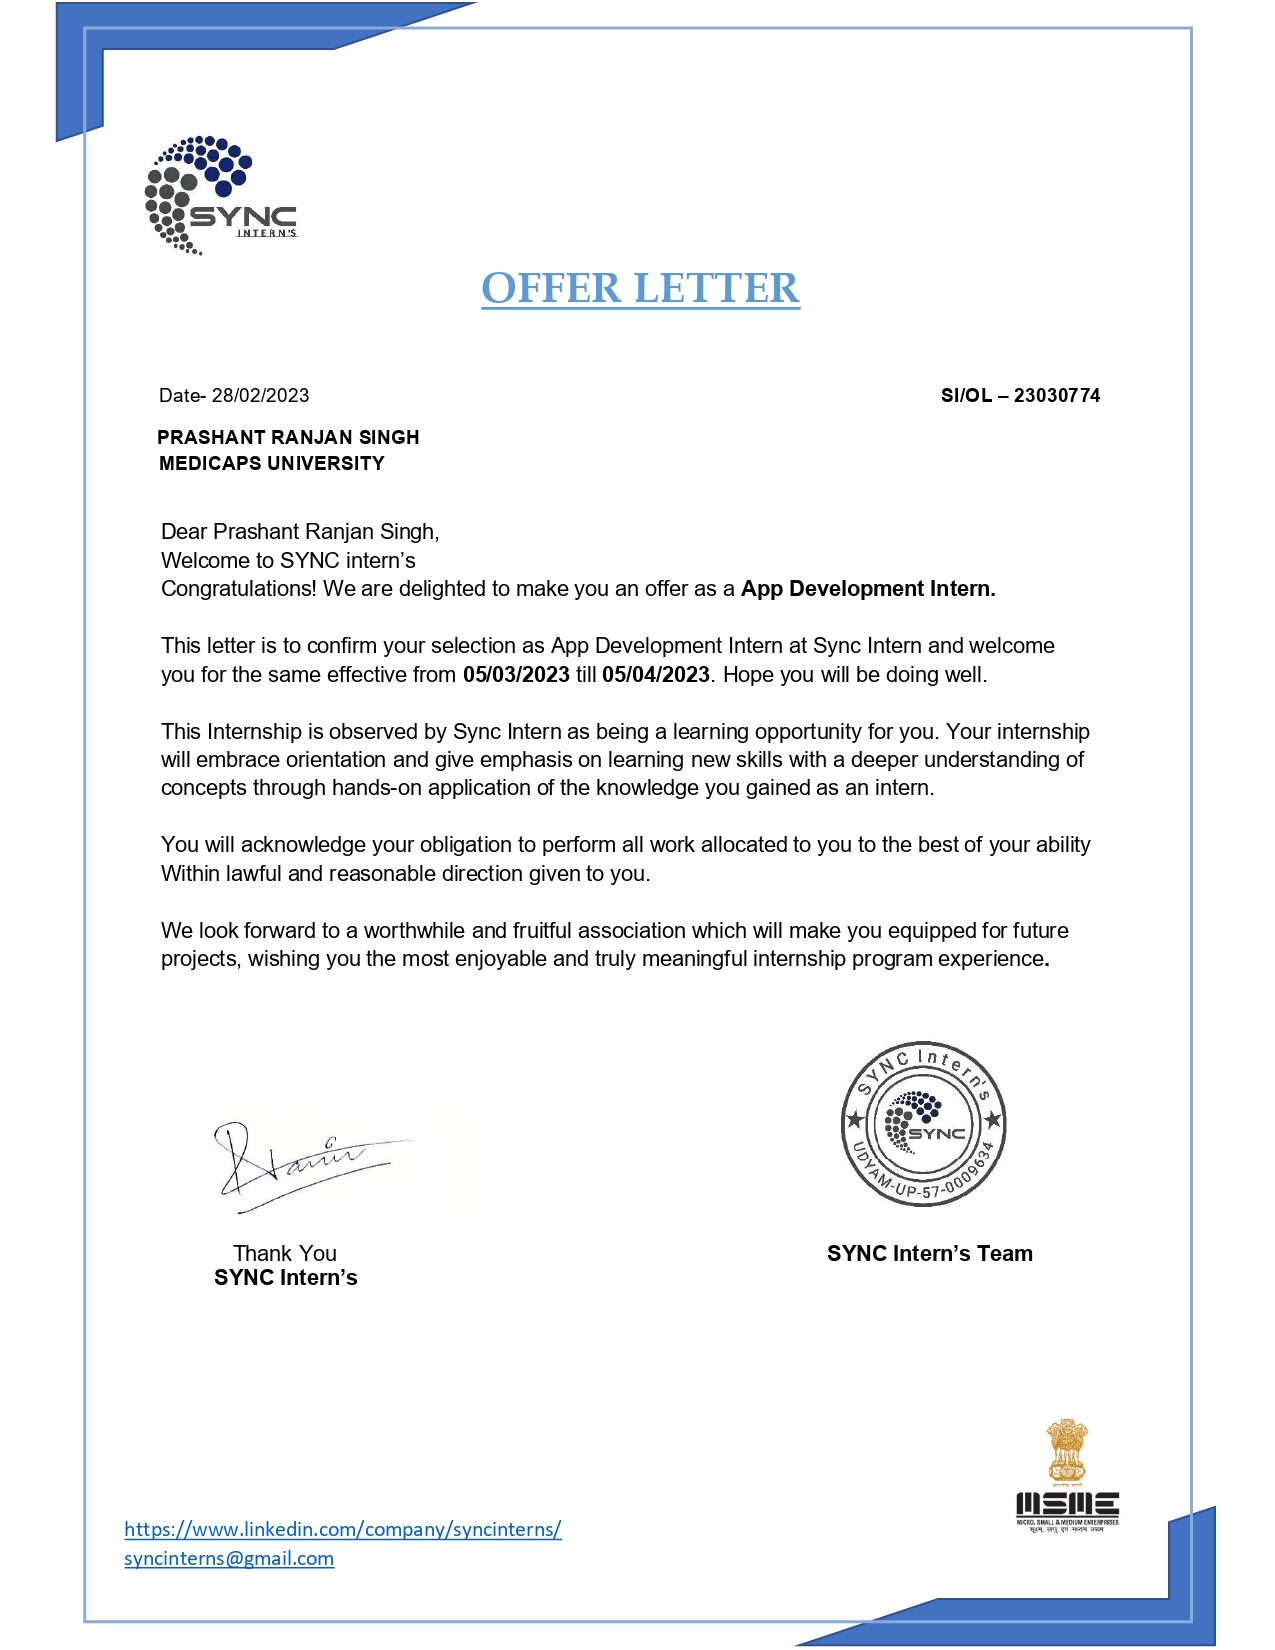 SYNC
INTERN'S
OFFER LETTER
Date- 28/02/2023
SI/OL – 23030774
PRASHANT RANJAN SINGH
MEDICAPS UNIVERSITY
Dear Prashant Ranjan Singh,
Welcome to SYNC intern’s
Congratulations! We are delighted to make you an offer as a App Development Intern.
This letter is to confirm your selection as App Development Intern at Sync Intern and welcome
you for the same effective from 05/03/2023 till 05/04/2023. Hope you will be doing well.
This Internship is observed by Sync Intern as being a learning opportunity for you. Your internship
will embrace orientation and give emphasis on learning new skills with a deeper understanding of
concepts through hands-on application of the knowledge you gained as an intern.
You will acknowledge your obligation to perform all work allocated to you to the best of your ability
Within lawful and reasonable direction given to you.
We look forward to a worthwhile and fruitful association which will make you equipped for future
projects, wishing you the most enjoyable and truly meaningful internship program experience.
SYNC Intern's
SYNC
UDYAM-UP-57-0009634
Thank You
SYNC Intern’s
SYNC Intern’s Team
MSME
MICRO, SMALL & MEDIUM ENTERPRISES
सूक्ष्म, लघु एवं मध्यम उद्यम
https://www.linkedin.com/company/syncinterns/
syncinterns@gmail.com